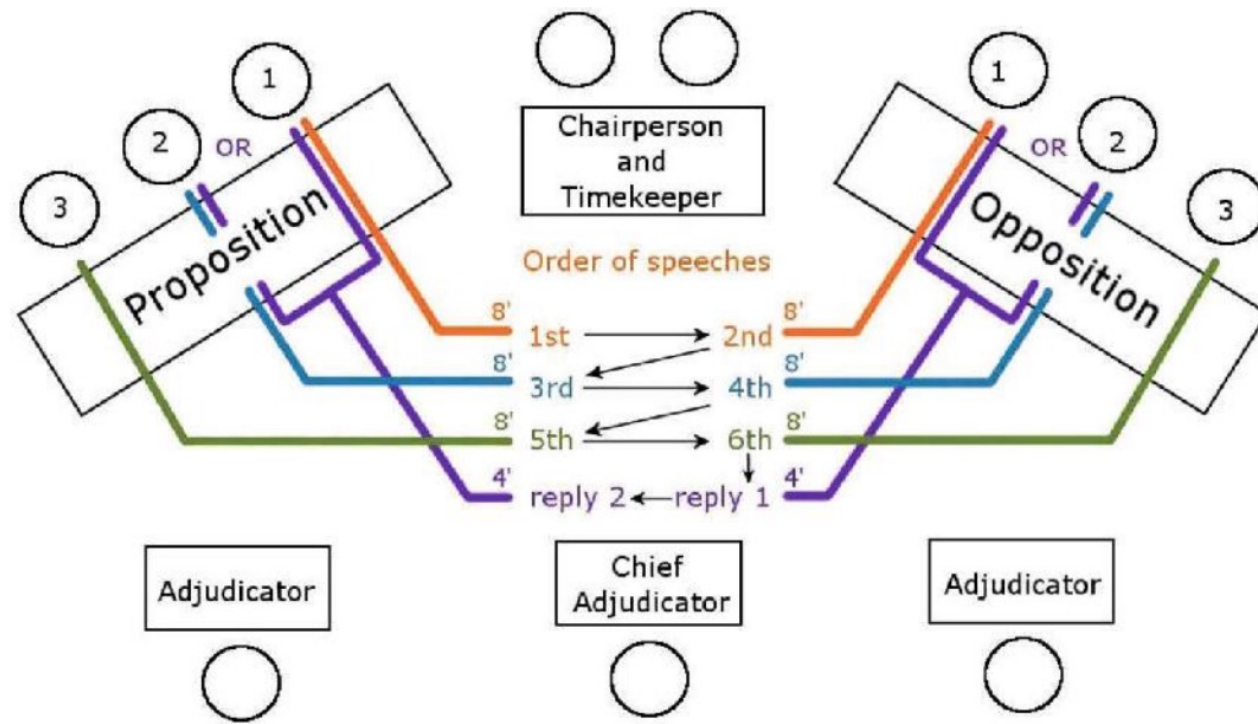 1
2
OR
3
Proposition
Chairperson
and
Timekeeper
1
OR
2
3
Opposition
Order of speeches
8' 1st 2nd 8'
8' 3rd 4th 8'
8' 5th 6th 8'
4' reply 2 reply 1 4'
Adjudicator
Chief
Adjudicator
Adjudicator